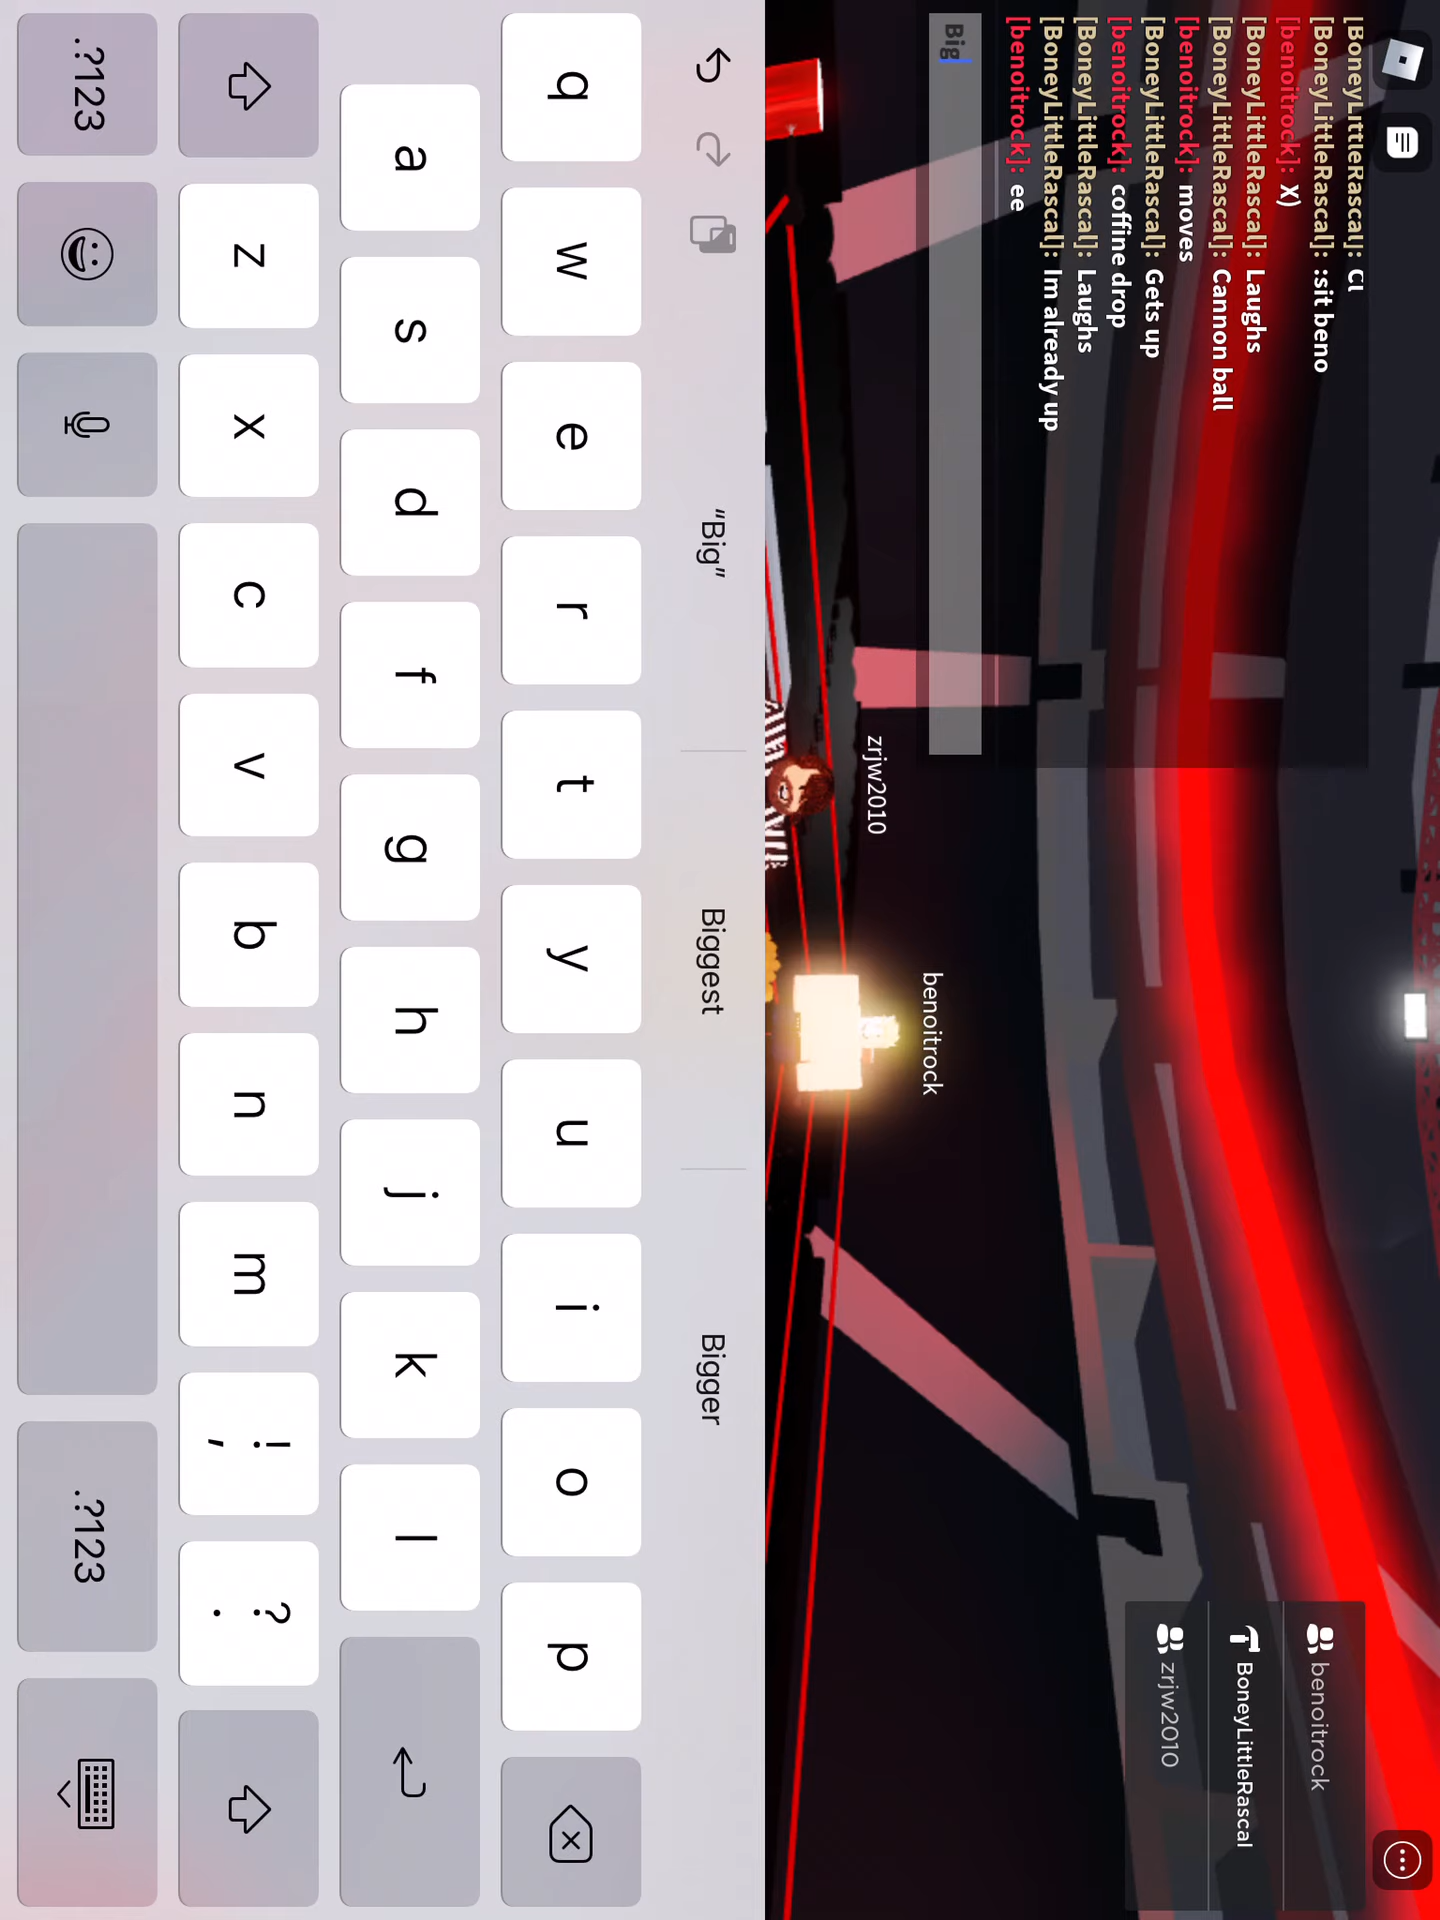 [BoneyLittleRascal]: Cl
[BoneyLittleRascal]: :sit beno
[benoitrock]: X)
[BoneyLittleRascal]: Laughs
[BoneyLittleRascal]: Cannon ball
[benoitrock]: moves
[BoneyLittleRascal]: Gets up
[benoitrock]: coffine drop
[BoneyLittleRascal]: Laughs
[BoneyLittleRascal]: Im already up
[benoitrock]: ee
Big
benoitrock
BoneyLittleRascal
zrjw2010
zrjw2010
benoitrock
"Big" Biggest Bigger
q w e r t y u i o p
a s d f g h j k l
z x c v b n m ! , ? .
.?123 .?123